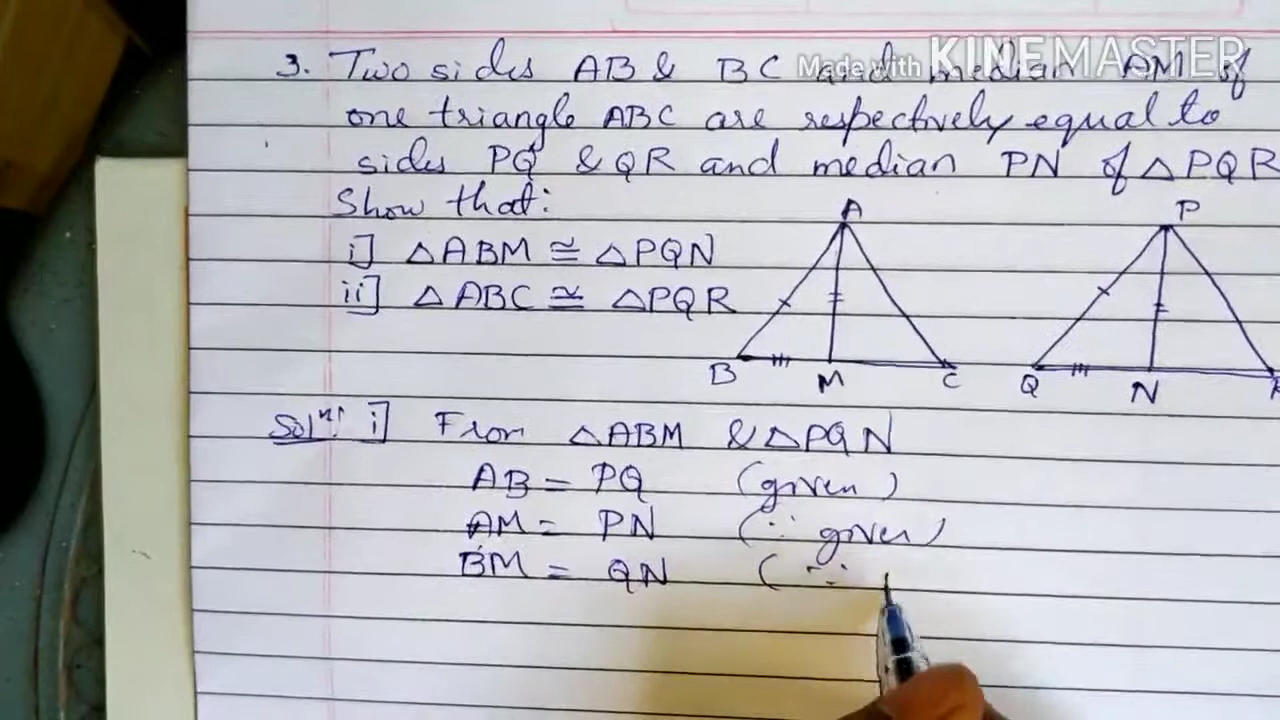 3. Two sides AB & BC and median AM of
one triangle ABC are respectively equal to
sides PQ & QR and median PN of △PQR
Show that:
i] △ABM ≅ △PQN
ii] △ABC ≅ △PQR
A
P
B
M
C
Q
N
R
Solⁿ: i] From △ABM & △PQN
AB = PQ (given)
AM = PN (∵ given)
BM = QN (∵
Made with KINEMASTER